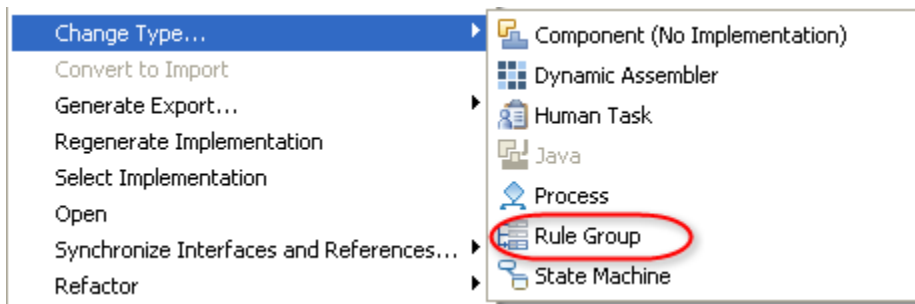 Change Type...
Convert to Import
Generate Export...
Regenerate Implementation
Select Implementation
Open
Synchronize Interfaces and References...
Refactor
Component (No Implementation)
Dynamic Assembler
Human Task
Java
Process
Rule Group
State Machine